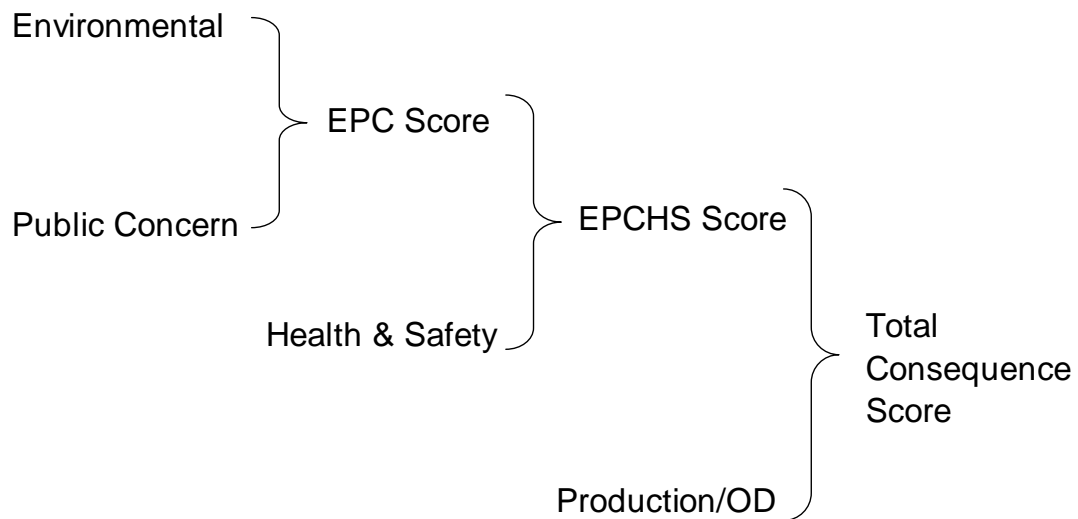 Environmental
EPC Score
Public Concern
EPCHS Score
Health & Safety
Total
Consequence
Score
Production/OD